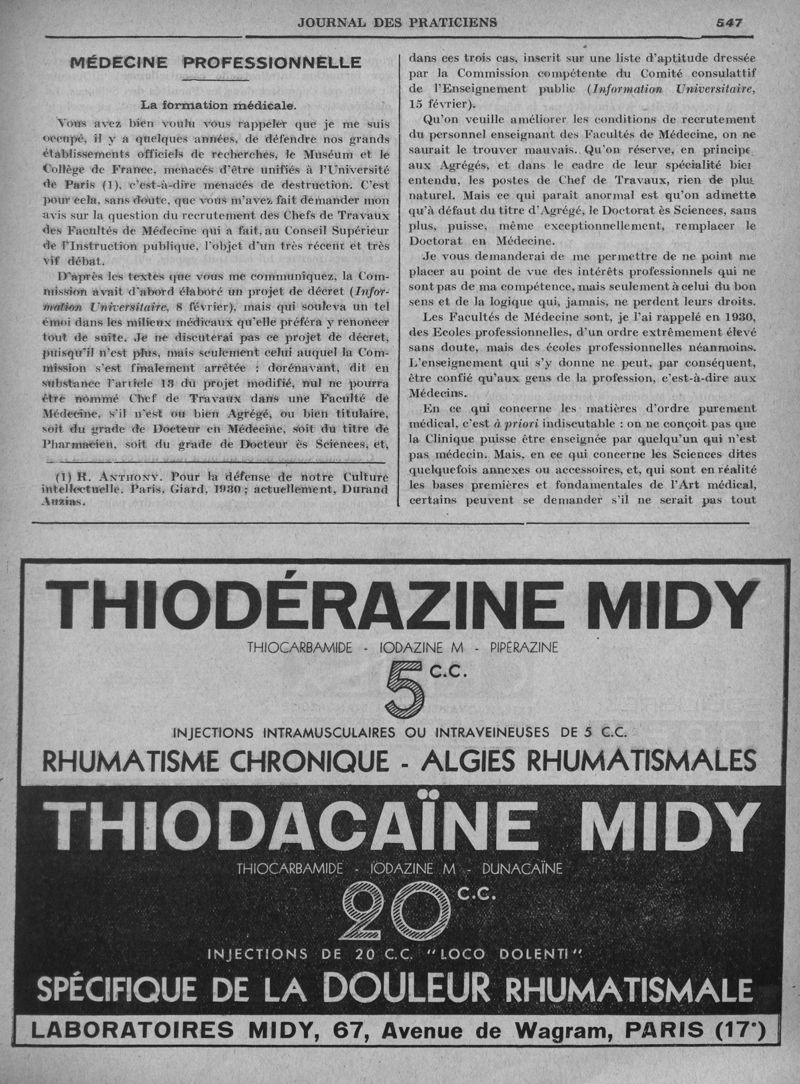 JOURNAL DES PRATICIENS
547
MÉDECINE PROFESSIONNELLE
La formation médicale.
Vous avez bien voulu vous rappeler que je me suis
occupé, il y a quelques années, de défendre nos grands
établissements officiels de recherches, le Muséum et le
Collège de France, menacés d'être unifiés à l'Université
de Paris (1), c'est-à-dire menacés de destruction. C'est
pour cela, sans doute, que vous m'avez fait demander mon
avis sur la question du recrutement des Chefs de Travaux
des Facultés de Médecine qui a fait, au Conseil Supérieur
de l'Instruction publique, l'objet d'un très récent et très
vif débat.
D'après les textes que vous me communiquez, la Com-
mission avait d'abord élaboré un projet de décret (Infor-
mation Universitaire, 8 février), mais qui souleva un tel
émoi dans les milieux médicaux qu'elle préféra y renoncer
tout de suite. Je ne discuterai pas ce projet de décret,
puisqu'il n'est plus, mais seulement celui auquel la Com-
mission s'est finalement arrêtée : dorénavant, dit en
substance l'article 13 du projet modifié, nul ne pourra
être nommé Chef de Travaux dans une Faculté de
Médecine, s'il n'est ou bien Agrégé, ou bien titulaire,
soit du grade de Docteur en Médecine, soit du titre de
Pharmacien, soit du grade de Docteur ès Sciences, et,
(1) R. ANTHONY. Pour la défense de notre Culture
intellectuelle. Paris, Giard, 1930 ; actuellement, Durand
Auzias.
dans ces trois cas, inscrit sur une liste d'aptitude dressée
par la Commission compétente du Comité consulattif
de l'Enseignement public (Information Universitaire,
15 février).
Qu'on veuille améliorer les conditions de recrutement
du personnel enseignant des Facultés de Médecine, on ne
saurait le trouver mauvais. Qu'on réserve, en principe,
aux Agrégés, et dans le cadre de leur spécialité bien
entendu, les postes de Chef de Travaux, rien de plus
naturel. Mais ce qui parait anormal est qu'on admette
qu'à défaut du titre d'Agrégé, le Doctorat ès Sciences, sans
plus, puisse, même exceptionnellement, remplacer le
Doctorat en Médecine.
Je vous demanderai de me permettre de ne point me
placer au point de vue des intérêts professionnels qui ne
sont pas de ma compétence, mais seulement à celui du bon
sens et de la logique qui, jamais, ne perdent leurs droits.
Les Facultés de Médecine sont, je l'ai rappelé en 1930,
des Ecoles professionnelles, d'un ordre extrêmement élevé
sans doute, mais des écoles professionnelles néanmoins.
L'enseignement qui s'y donne ne peut, par conséquent,
être confié qu'aux gens de la profession, c'est-à-dire aux
Médecins.
En ce qui concerne les matières d'ordre purement
médical, c'est à priori indiscutable : on ne conçoit pas que
la Clinique puisse être enseignée par quelqu'un qui n'est
pas médecin. Mais, en ce qui concerne les Sciences dites
quelquefois annexes ou accessoires, et, qui sont en réalité
les bases premières et fondamentales de l'Art médical,
certains peuvent se demander s'il ne serait pas tout
THIODÉRAZINE MIDY
THIOCARBAMIDE - IODAZINE M - PIPÉRAZINE
5 C.C.
INJECTIONS INTRAMUSCULAIRES OU INTRAVEINEUSES DE 5 C.C.
RHUMATISME CHRONIQUE - ALGIES RHUMATISMALES
THIODACAÏNE MIDY
THIOCARBAMIDE - IODAZINE M - DUNACAÏNE
20 C.C.
INJECTIONS DE 20 C.C. "LOCO DOLENTI"
SPÉCIFIQUE DE LA DOULEUR RHUMATISMALE
LABORATOIRES MIDY, 67, Avenue de Wagram, PARIS (17e)